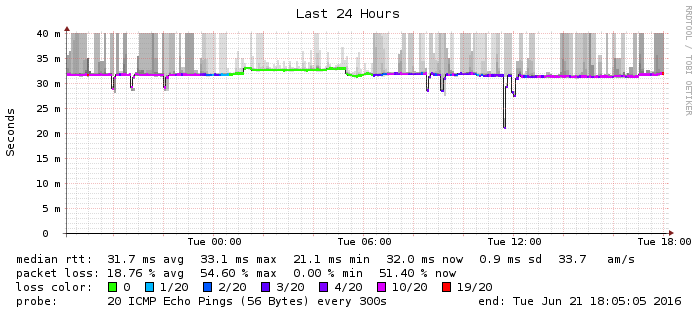 Last 24 Hours
RRDTOOL / TOBI OETIKER
Seconds
40 m
35 m
30 m
25 m
20 m
15 m
10 m
5 m
0
Tue 00:00 Tue 06:00 Tue 12:00 Tue 18:00
median rtt: 31.7 ms avg 33.1 ms max 21.1 ms min 32.0 ms now 0.9 ms sd 33.7 am/s
packet loss: 18.76 % avg 54.60 % max 0.00 % min 51.40 % now
loss color: 0 1/20 2/20 3/20 4/20 10/20 19/20
probe: 20 ICMP Echo Pings (56 Bytes) every 300s end: Tue Jun 21 18:05:05 2016